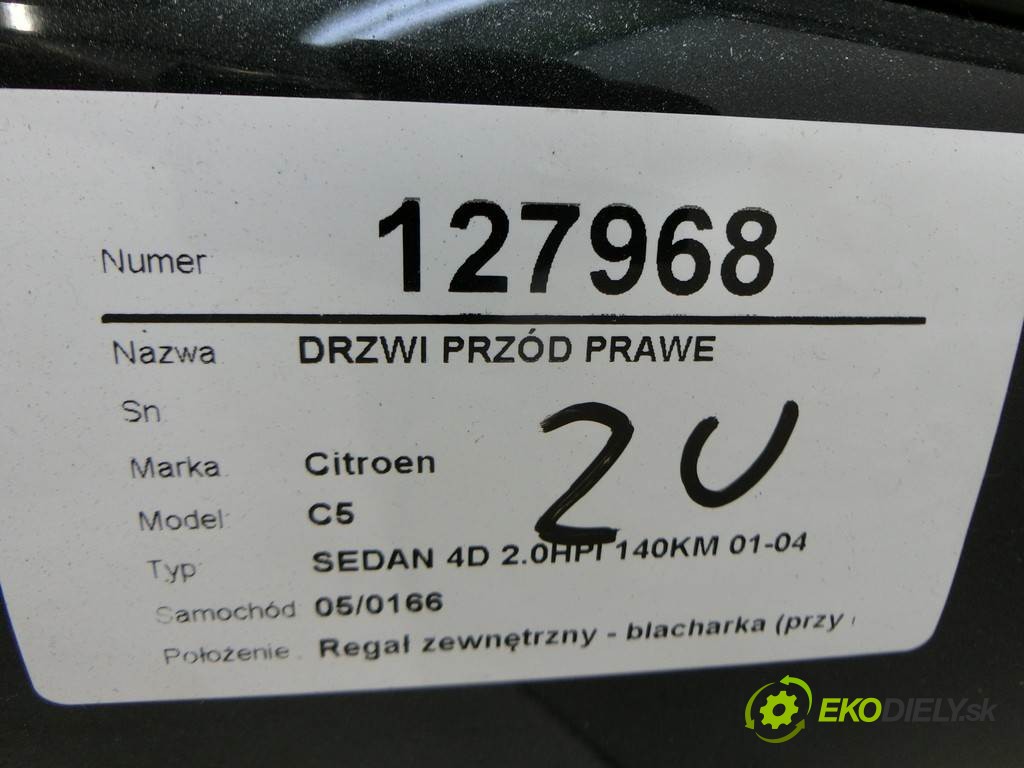 Numer 127968
Nazwa DRZWI PRZÓD PRAWE
Sn
2U
Marka Citroen
Model C5
Typ SEDAN 4D 2.0HPI 140KM 01-04
Samochód 05/0166
Położenie Regał zewnętrzny - blacharka (przy
EKODIELY.sk